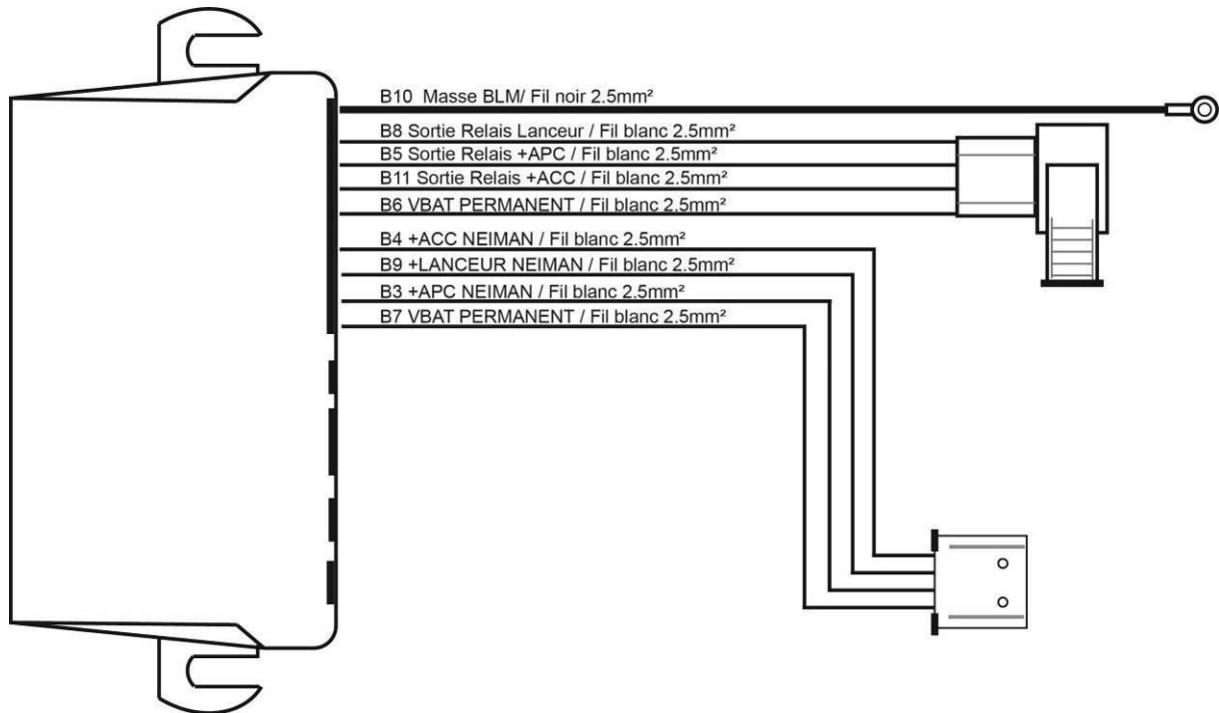 B10 Masse BLM/ Fil noir 2.5mm²
B8 Sortie Relais Lanceur / Fil blanc 2.5mm²
B5 Sortie Relais +APC / Fil blanc 2.5mm²
B11 Sortie Relais +ACC / Fil blanc 2.5mm²
B6 VBAT PERMANENT / Fil blanc 2.5mm²
B4 +ACC NEIMAN / Fil blanc 2.5mm²
B9 +LANCEUR NEIMAN / Fil blanc 2.5mm²
B3 +APC NEIMAN / Fil blanc 2.5mm²
B7 VBAT PERMANENT / Fil blanc 2.5mm²